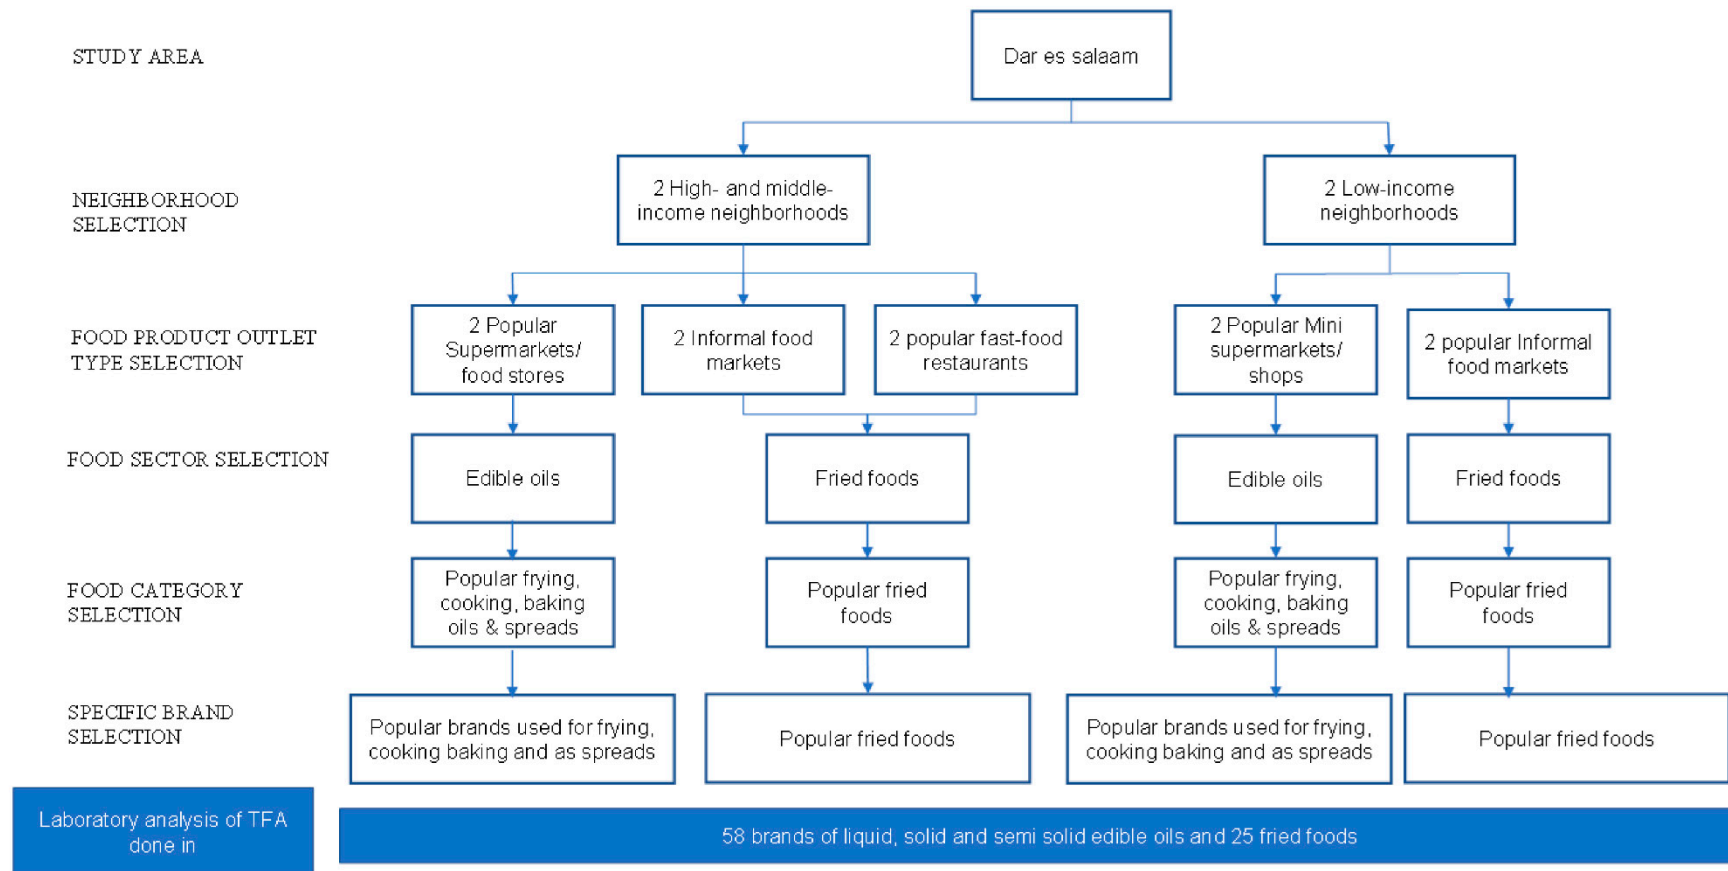 STUDY AREA
Dar es salaam
NEIGHBORHOOD
SELECTION
2 High- and middle-
income neighborhoods
2 Low-income
neighborhoods
FOOD PRODUCT OUTLET
TYPE SELECTION
2 Popular
Supermarkets/
food stores
2 Informal food
markets
2 popular fast-food
restaurants
2 Popular Mini
supermarkets/
shops
2 popular Informal
food markets
FOOD SECTOR SELECTION
Edible oils
Fried foods
Edible oils
Fried foods
FOOD CATEGORY
SELECTION
Popular frying,
cooking, baking
oils & spreads
Popular fried
foods
Popular frying,
cooking, baking
oils & spreads
Popular fried
foods
SPECIFIC BRAND
SELECTION
Popular brands used for frying,
cooking baking and as spreads
Popular fried foods
Popular brands used for frying,
cooking baking and as spreads
Popular fried foods
Laboratory analysis of TFA
done in
58 brands of liquid, solid and semi solid edible oils and 25 fried foods